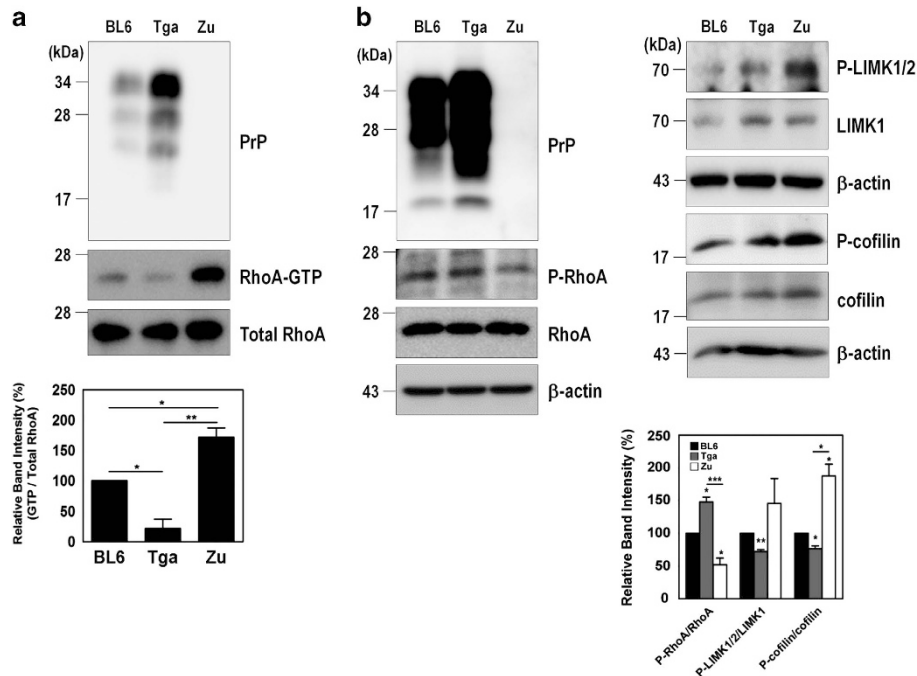 a
BL6 Tga Zu
(kDa)
34
28
17
PrP
28
RhoA-GTP
28
Total RhoA
Relative Band Intensity (%)
(GTP / Total RhoA)
250
200
150
100
50
0
*
**
*
BL6 Tga Zu
b
BL6 Tga Zu
(kDa)
34
28
17
PrP
28
P-RhoA
28
RhoA
43
β-actin
BL6 Tga Zu
(kDa)
70
P-LIMK1/2
70
LIMK1
43
β-actin
17
P-cofilin
17
cofilin
43
β-actin
Relative Band Intensity (%)
250
200
150
100
50
0
BL6
Tga
Zu
*
***
*
**
*
*
*
P-RhoA/RhoA
P-LIMK1/2/LIMK1
P-cofilin/cofilin